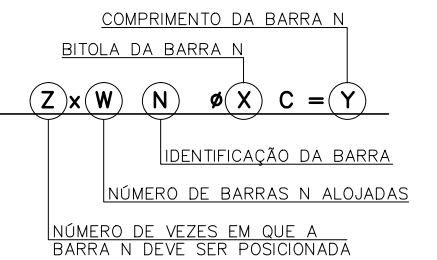 COMPRIMENTO DA BARRA N
BITOLA DA BARRA N
Z x W N ø X C = Y
IDENTIFICAÇÃO DA BARRA
NÚMERO DE BARRAS N ALOJADAS
NÚMERO DE VEZES EM QUE A
BARRA N DEVE SER POSICIONADA